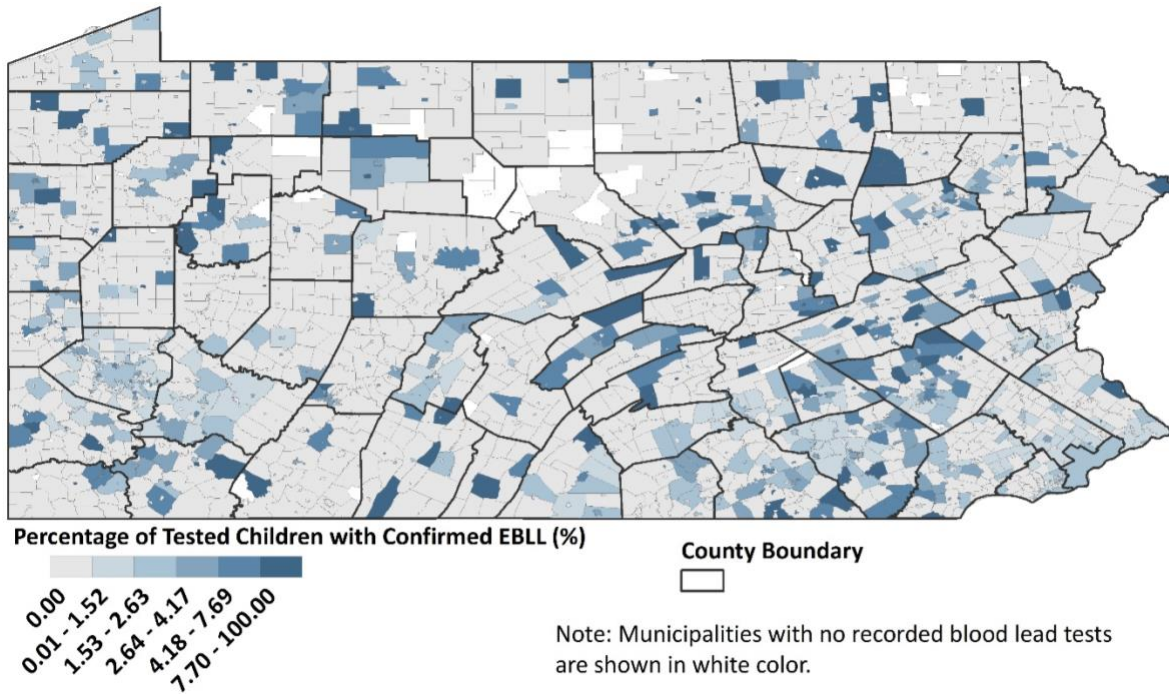 Percentage of Tested Children with Confirmed EBLL (%)
0.00
0.01 - 1.52
1.53 - 2.63
2.64 - 4.17
4.18 - 7.69
7.70 - 100.00
County Boundary
Note: Municipalities with no recorded blood lead tests
are shown in white color.